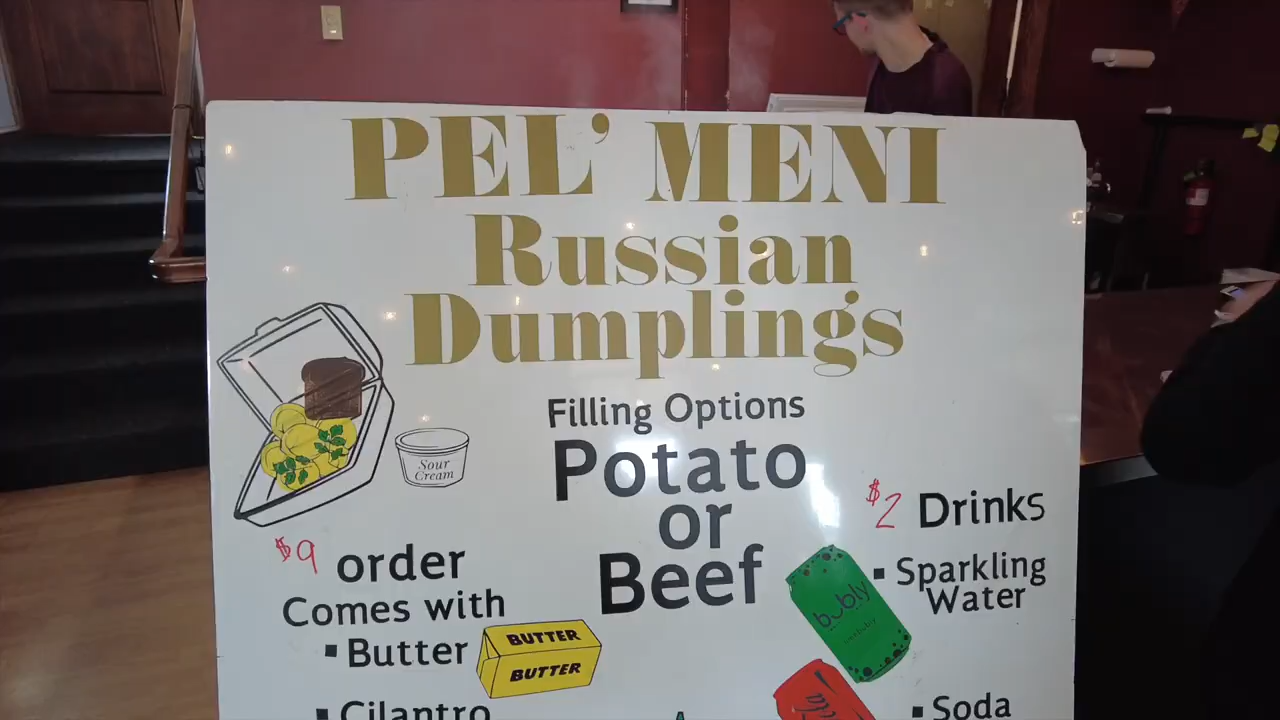 PEL' MENI
Russian
Dumplings
Filling Options
Potato
or
Beef
Sour
Cream
$9 order
Comes with
▪ Butter
BUTTER
BUTTER
▪ Cilantro
$2 Drinks
▪ Sparkling
Water
bubly
▪ Soda